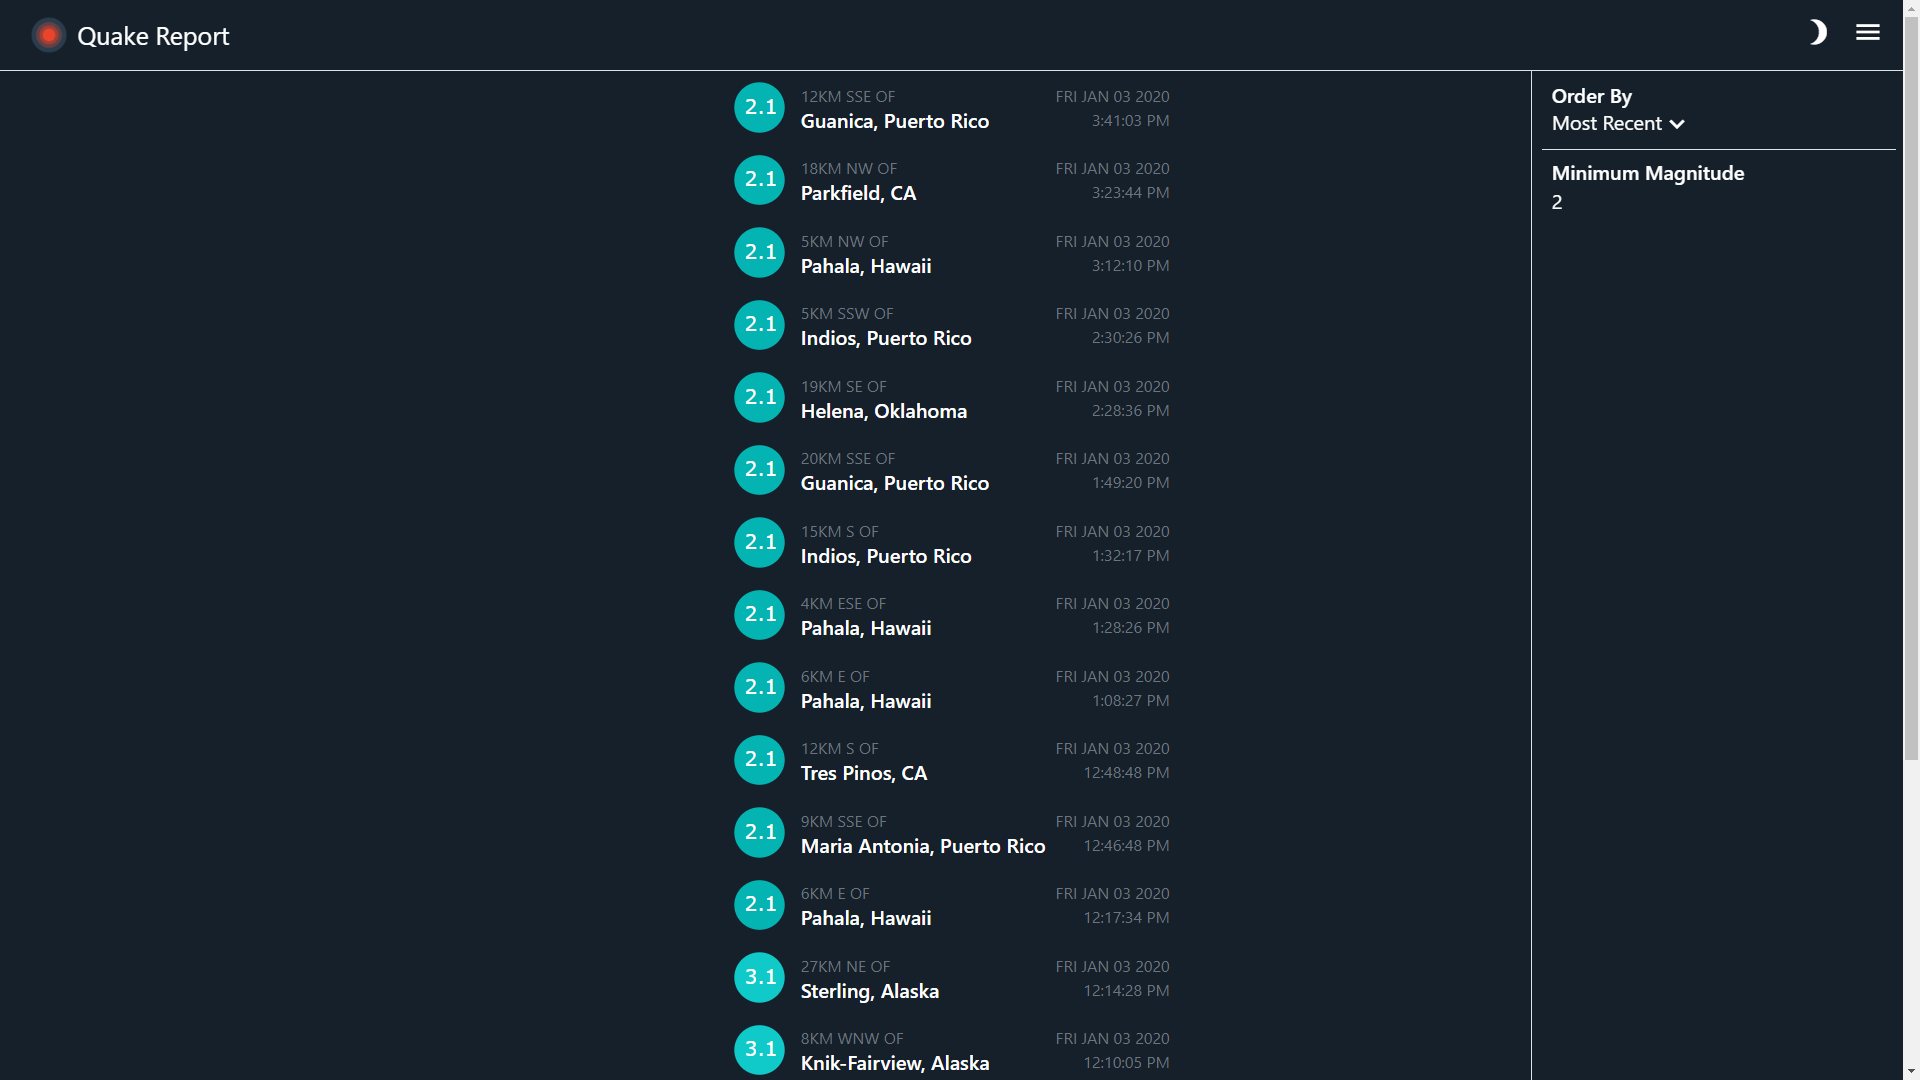 Quake Report
2.1
12KM SSE OF
Guanica, Puerto Rico
FRI JAN 03 2020
3:41:03 PM
2.1
18KM NW OF
Parkfield, CA
FRI JAN 03 2020
3:23:44 PM
2.1
5KM NW OF
Pahala, Hawaii
FRI JAN 03 2020
3:12:10 PM
2.1
5KM SSW OF
Indios, Puerto Rico
FRI JAN 03 2020
2:30:26 PM
2.1
19KM SE OF
Helena, Oklahoma
FRI JAN 03 2020
2:28:36 PM
2.1
20KM SSE OF
Guanica, Puerto Rico
FRI JAN 03 2020
1:49:20 PM
2.1
15KM S OF
Indios, Puerto Rico
FRI JAN 03 2020
1:32:17 PM
2.1
4KM ESE OF
Pahala, Hawaii
FRI JAN 03 2020
1:28:26 PM
2.1
6KM E OF
Pahala, Hawaii
FRI JAN 03 2020
1:08:27 PM
2.1
12KM S OF
Tres Pinos, CA
FRI JAN 03 2020
12:48:48 PM
2.1
9KM SSE OF
Maria Antonia, Puerto Rico
FRI JAN 03 2020
12:46:48 PM
2.1
6KM E OF
Pahala, Hawaii
FRI JAN 03 2020
12:17:34 PM
3.1
27KM NE OF
Sterling, Alaska
FRI JAN 03 2020
12:14:28 PM
3.1
8KM WNW OF
Knik-Fairview, Alaska
FRI JAN 03 2020
12:10:05 PM
Order By
Most Recent
Minimum Magnitude
2